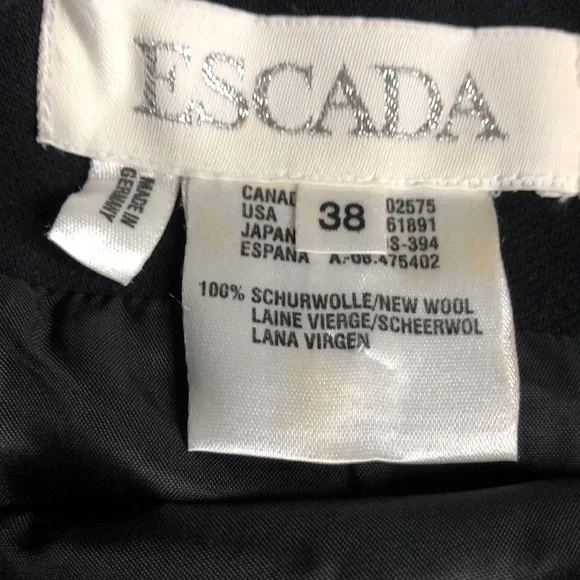 ESCADA
MADE IN
GERMANY
38
CANAD 02575
USA 61891
JAPAN S-394
ESPANA A.-08.475402
100% SCHURWOLLE/NEW WOOL
LAINE VIERGE/SCHEERWOL
LANA VIRGEN